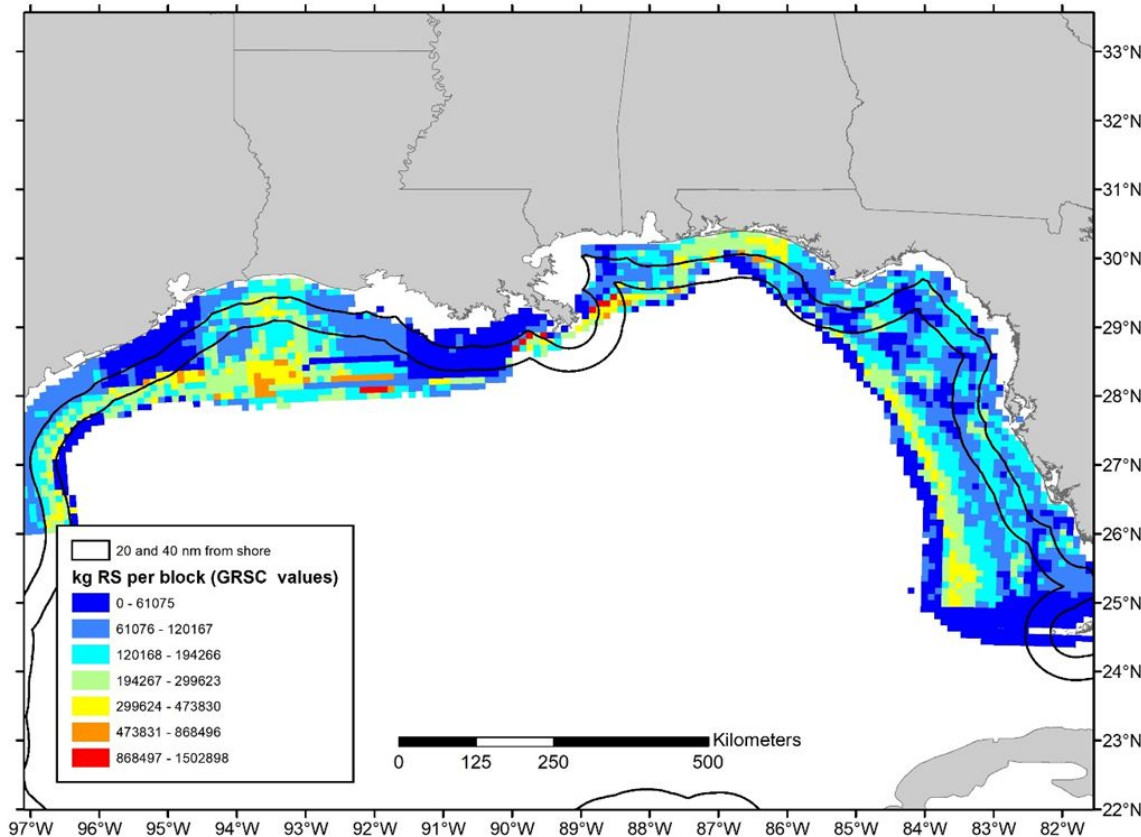 33°N
32°N
31°N
30°N
29°N
28°N
27°N
26°N
25°N
24°N
23°N
22°N
20 and 40 nm from shore
kg RS per block (GRSC values)
0 - 61075
61076 - 120167
120168 - 194266
194267 - 299623
299624 - 473830
473831 - 868496
868497 - 1502898
Kilometers
0 125 250 500
97°W 96°W 95°W 94°W 93°W 92°W 91°W 90°W 89°W 88°W 87°W 86°W 85°W 84°W 83°W 82°W